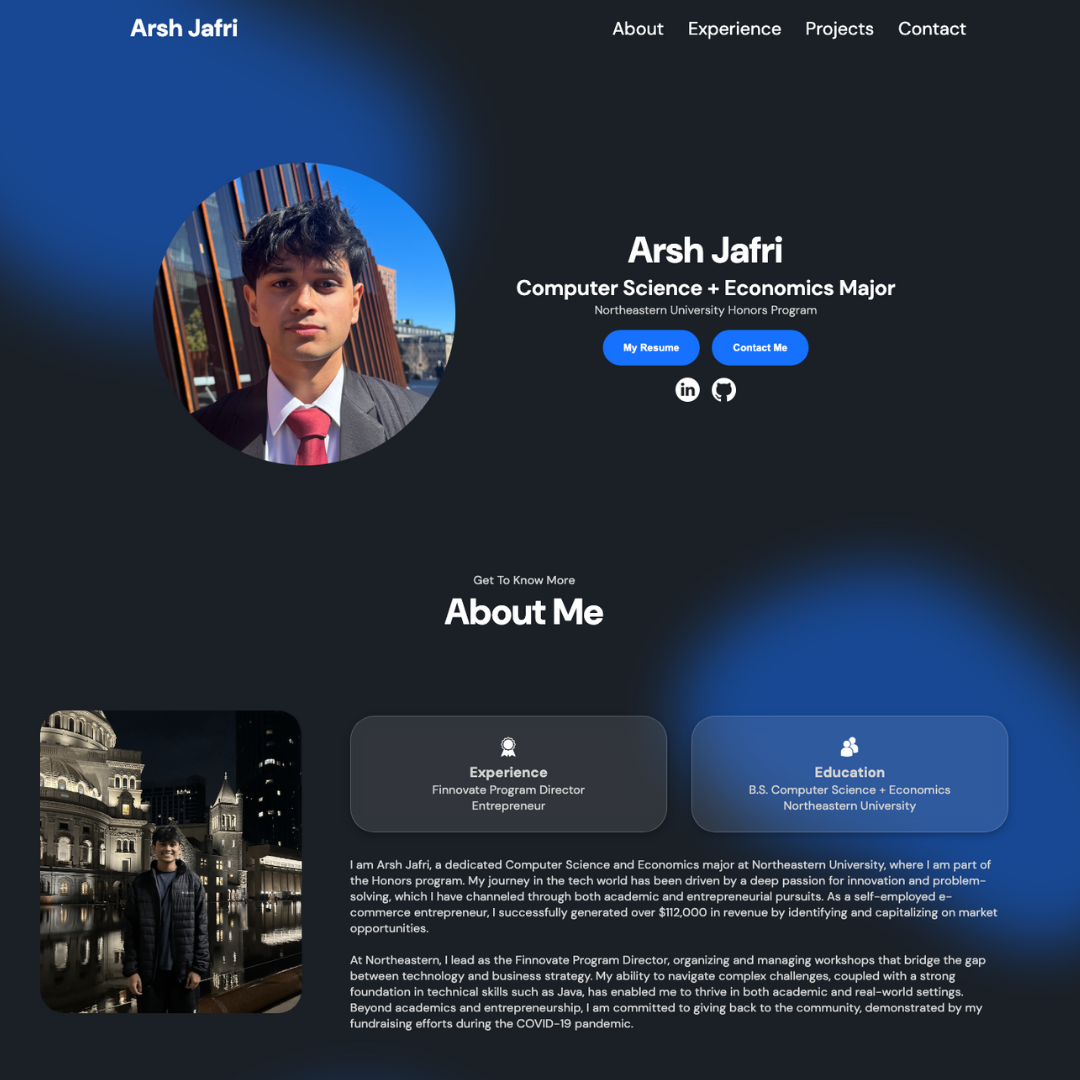 Arsh Jafri
About Experience Projects Contact
Arsh Jafri
Computer Science + Economics Major
Northeastern University Honors Program
My Resume Contact Me
in
Get To Know More
About Me
Experience
Finnovate Program Director
Entrepreneur
Education
B.S. Computer Science + Economics
Northeastern University
I am Arsh Jafri, a dedicated Computer Science and Economics major at Northeastern University, where I am part of
the Honors program. My journey in the tech world has been driven by a deep passion for innovation and problem-
solving, which I have channeled through both academic and entrepreneurial pursuits. As a self-employed e-
commerce entrepreneur, I successfully generated over $112,000 in revenue by identifying and capitalizing on market
opportunities.
At Northeastern, I lead as the Finnovate Program Director, organizing and managing workshops that bridge the gap
between technology and business strategy. My ability to navigate complex challenges, coupled with a strong
foundation in technical skills such as Java, has enabled me to thrive in both academic and real-world settings.
Beyond academics and entrepreneurship, I am committed to giving back to the community, demonstrated by my
fundraising efforts during the COVID-19 pandemic.